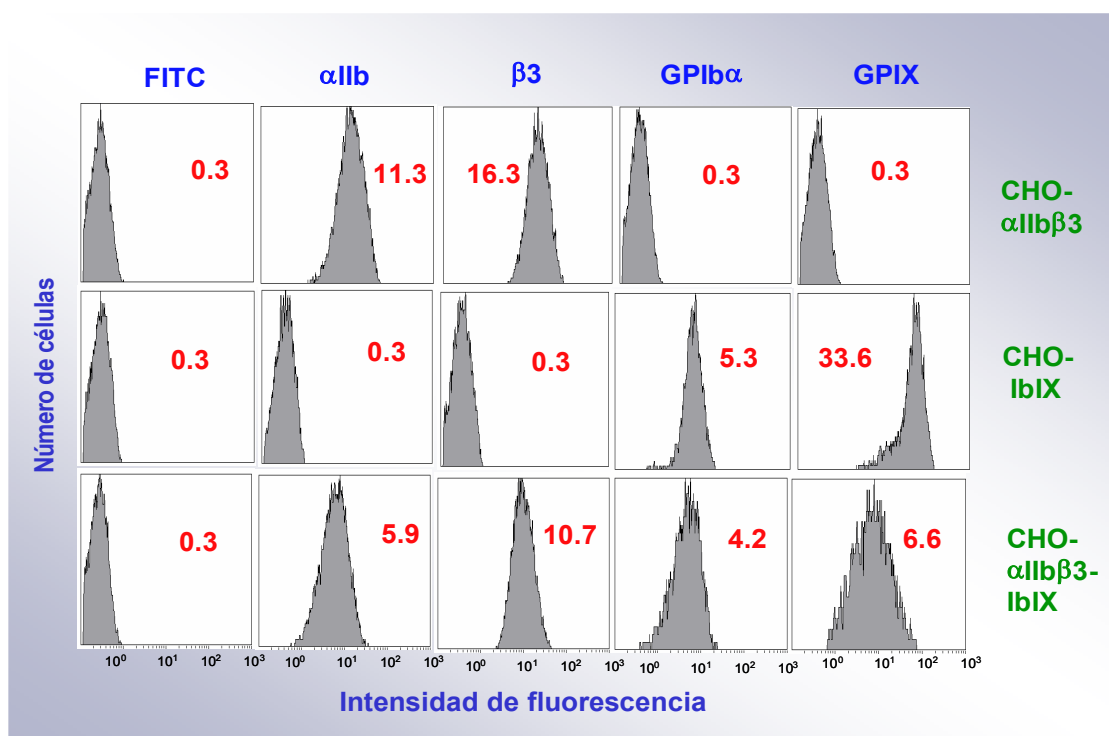 FITC αIIb β3 GPIbα GPIX
0.3 11.3 16.3 0.3 0.3
CHO-
αIIbβ3
Número de células
0.3 0.3 0.3 5.3 33.6
CHO-
IbIX
0.3 5.9 10.7 4.2 6.6
CHO-
αIIbβ3-
IbIX
10⁰ 10¹ 10² 10³ 10⁰ 10¹ 10² 10³ 10⁰ 10¹ 10² 10³ 10⁰ 10¹ 10² 10³ 10⁰ 10¹ 10² 10³
Intensidad de fluorescencia